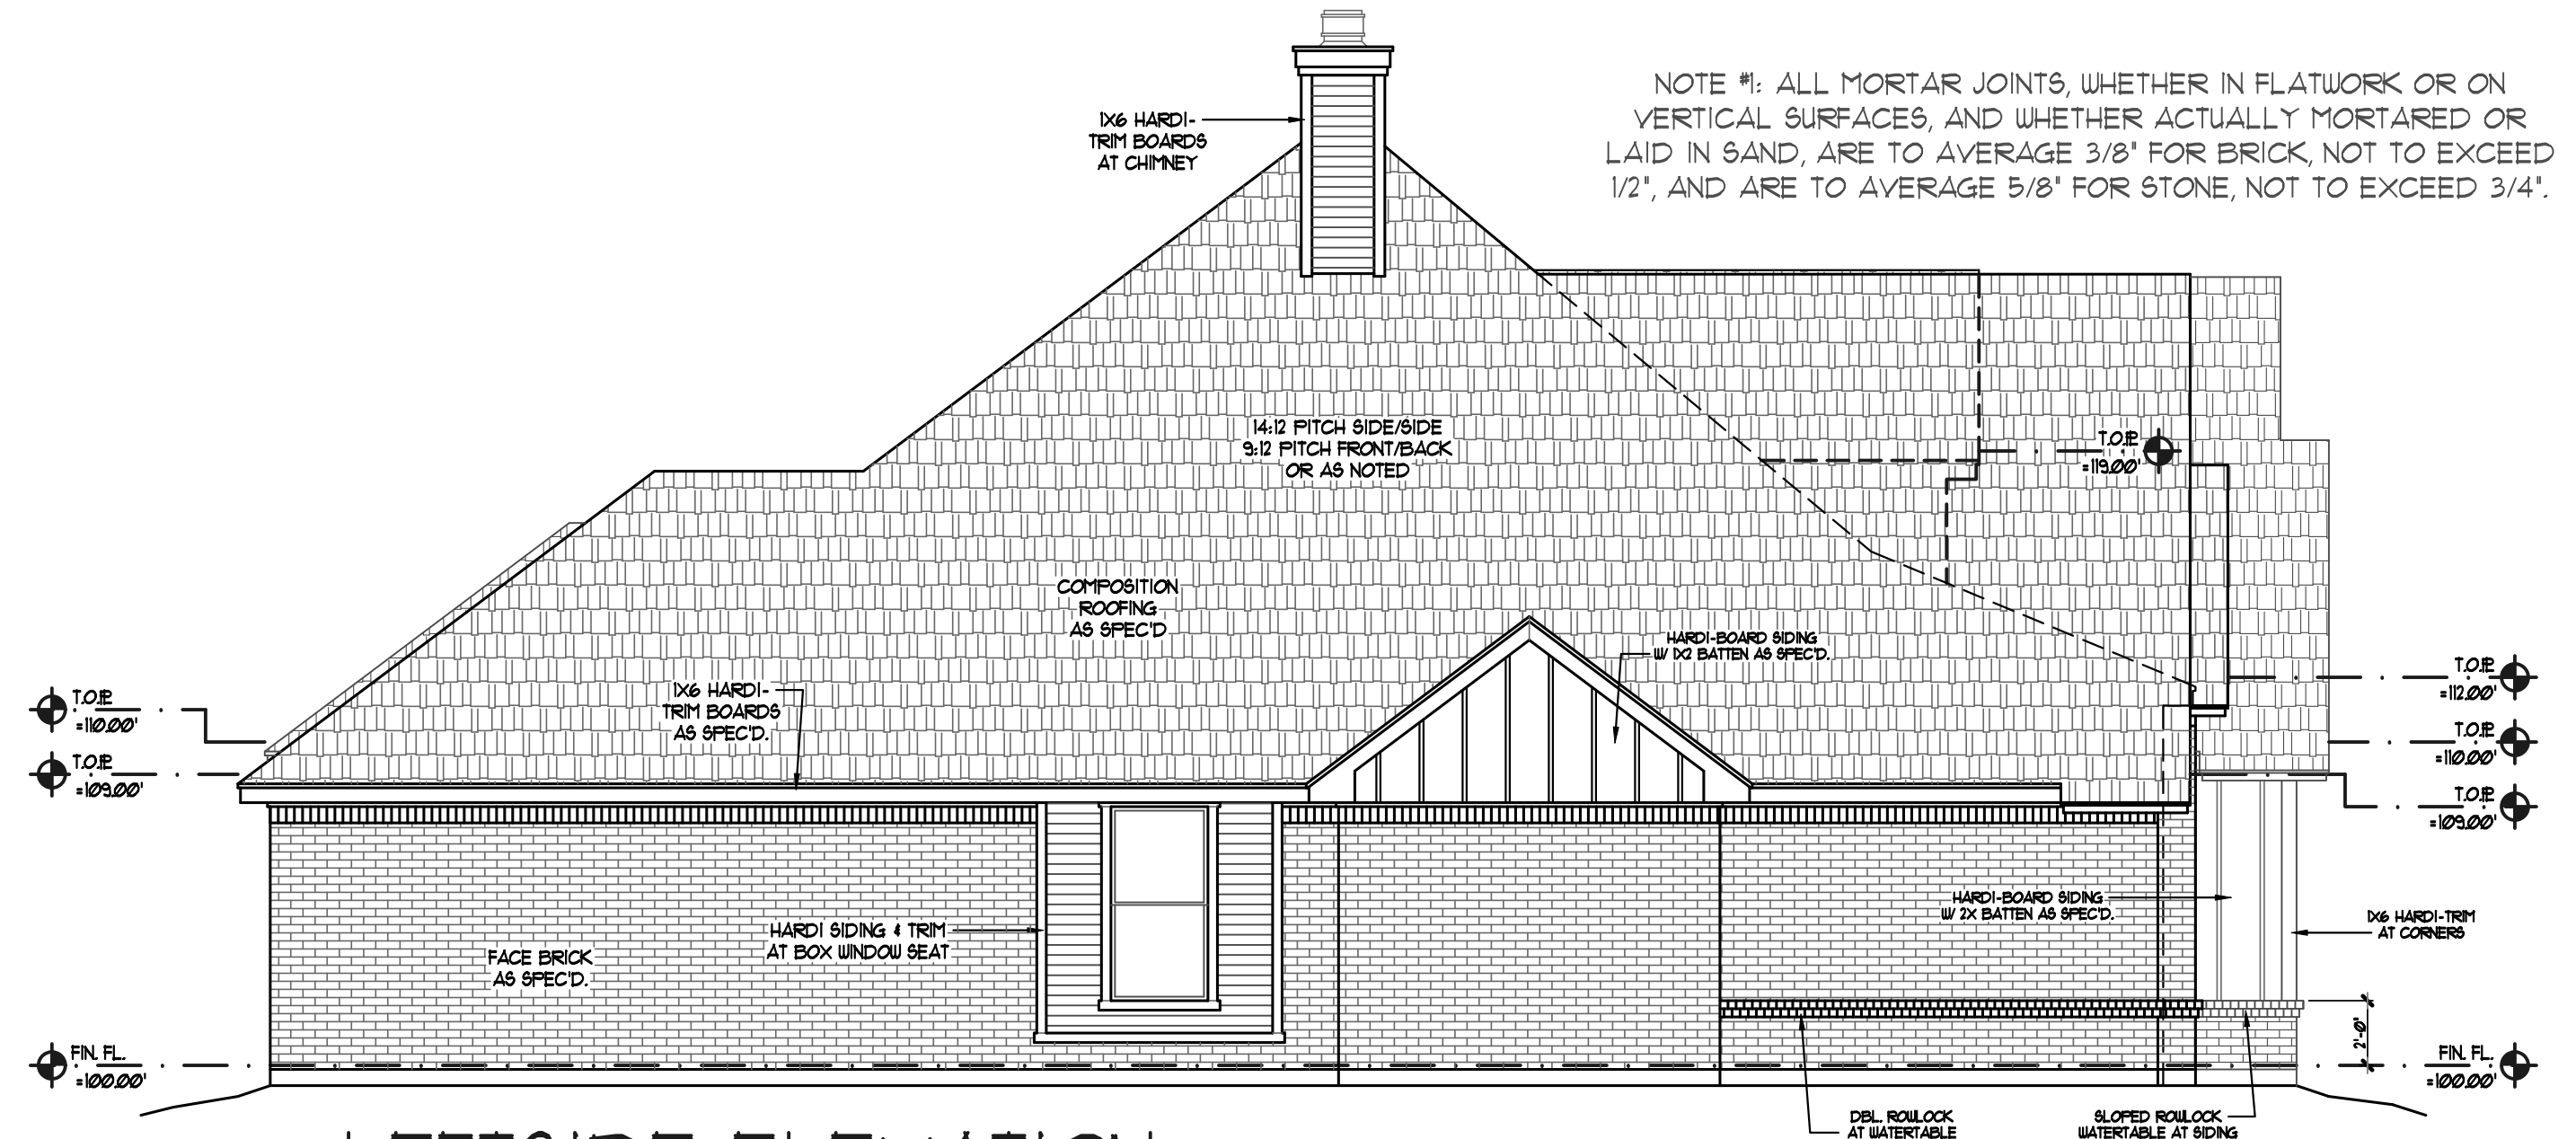 NOTE #1: ALL MORTAR JOINTS, WHETHER IN FLATWORK OR ON
VERTICAL SURFACES, AND WHETHER ACTUALLY MORTARED OR
LAID IN SAND, ARE TO AVERAGE 3/8" FOR BRICK, NOT TO EXCEED
1/2", AND ARE TO AVERAGE 5/8" FOR STONE, NOT TO EXCEED 3/4".
1X6 HARDI-
TRIM BOARDS
AT CHIMNEY
14:12 PITCH SIDE/SIDE
9:12 PITCH FRONT/BACK
OR AS NOTED
T.O.P.
=119.00'
COMPOSITION
ROOFING
AS SPEC'D
HARDI-BOARD SIDING
W/ 1X2 BATTEN AS SPEC'D.
1X6 HARDI-
TRIM BOARDS
AS SPEC'D.
T.O.P.
=110.00'
T.O.P.
=109.00'
T.O.P.
=112.00'
T.O.P.
=110.00'
T.O.P.
=109.00'
HARDI-BOARD SIDING
W/ 2X BATTEN AS SPEC'D.
1X6 HARDI-TRIM
AT CORNERS
HARDI SIDING & TRIM
AT BOX WINDOW SEAT
FACE BRICK
AS SPEC'D.
2'-0"
FIN. FL.
=100.00'
FIN. FL.
=100.00'
DBL. ROWLOCK
AT WATERTABLE
SLOPED ROWLOCK
WATERTABLE AT SIDING